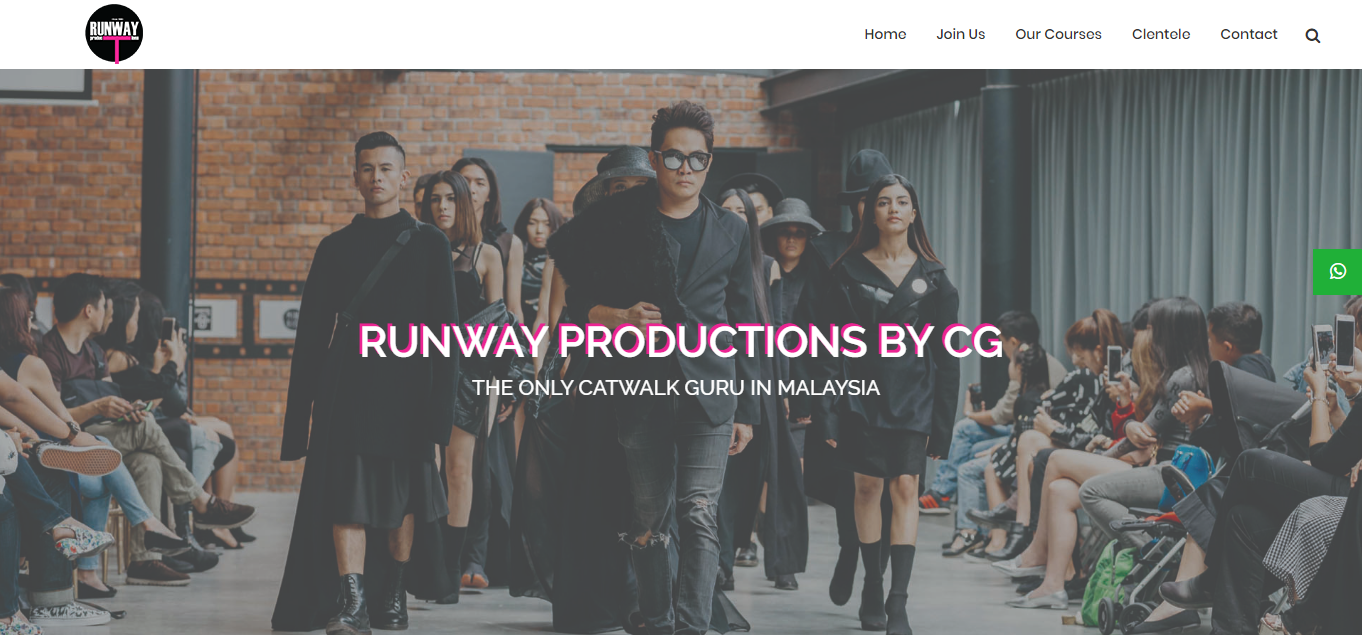 RUNWAY
Home Join Us Our Courses Clentele Contact
RUNWAY PRODUCTIONS BY CG
THE ONLY CATWALK GURU IN MALAYSIA